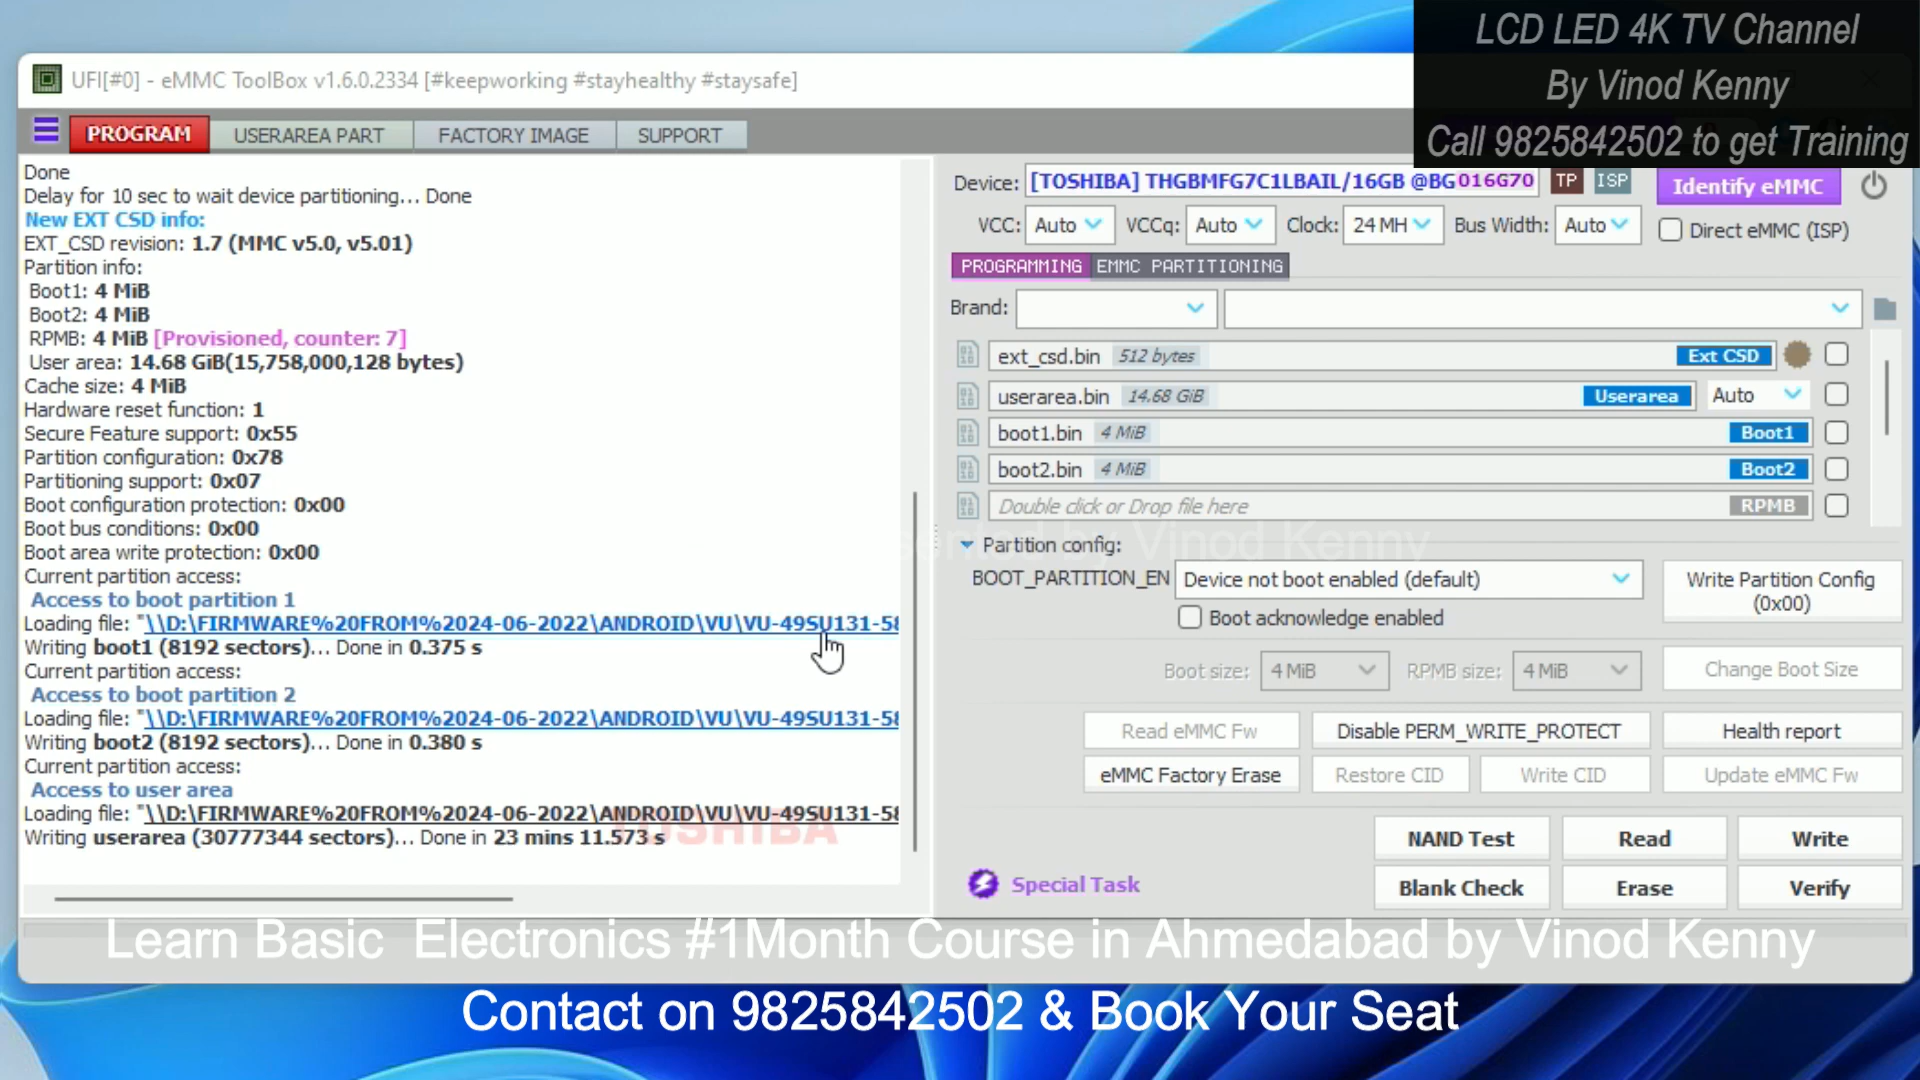 LCD LED 4K TV Channel
By Vinod Kenny
Call 9825842502 to get Training
UFI[#0] - eMMC ToolBox v1.6.0.2334 [#keepworking #stayhealthy #staysafe]
PROGRAM USERAREA PART FACTORY IMAGE SUPPORT
Done
Delay for 10 sec to wait device partitioning... Done
New EXT CSD info:
EXT_CSD revision: 1.7 (MMC v5.0, v5.01)
Partition info:
Boot1: 4 MiB
Boot2: 4 MiB
RPMB: 4 MiB [Provisioned, counter: 7]
User area: 14.68 GiB(15,758,000,128 bytes)
Cache size: 4 MiB
Hardware reset function: 1
Secure Feature support: 0x55
Partition configuration: 0x78
Partitioning support: 0x07
Boot configuration protection: 0x00
Boot bus conditions: 0x00
Boot area write protection: 0x00
Current partition access:
Access to boot partition 1
Loading file: "\\D:\FIRMWARE%20FROM%2024-06-2022\ANDROID\VU\VU-49SU131-58
Writing boot1 (8192 sectors)... Done in 0.375 s
Current partition access:
Access to boot partition 2
Loading file: "\\D:\FIRMWARE%20FROM%2024-06-2022\ANDROID\VU\VU-49SU131-58
Writing boot2 (8192 sectors)... Done in 0.380 s
Current partition access:
Access to user area
Loading file: "\\D:\FIRMWARE%20FROM%2024-06-2022\ANDROID\VU\VU-49SU131-58
Writing userarea (30777344 sectors)... Done in 23 mins 11.573 s
TOSHIBA
Device: [TOSHIBA] THGBMFG7C1LBAIL/16GB @BG 016G70 TP ISP Identify eMMC
VCC: Auto VCCq: Auto Clock: 24 MH Bus Width: Auto Direct eMMC (ISP)
PROGRAMMING EMMC PARTITIONING
Brand:
ext_csd.bin 512 bytes Ext CSD
userarea.bin 14.68 GiB Userarea Auto
boot1.bin 4 MiB Boot1
boot2.bin 4 MiB Boot2
Double click or Drop file here RPMB
Vinod Kenny
Partition config:
BOOT_PARTITION_EN Device not boot enabled (default) Write Partition Config (0x00)
Boot acknowledge enabled
Boot size: 4 MiB RPMB size: 4 MiB Change Boot Size
Read eMMC Fw Disable PERM_WRITE_PROTECT Health report
eMMC Factory Erase Restore CID Write CID Update eMMC Fw
NAND Test Read Write
Special Task Blank Check Erase Verify
Learn Basic Electronics #1Month Course in Ahmedabad by Vinod Kenny
Contact on 9825842502 & Book Your Seat